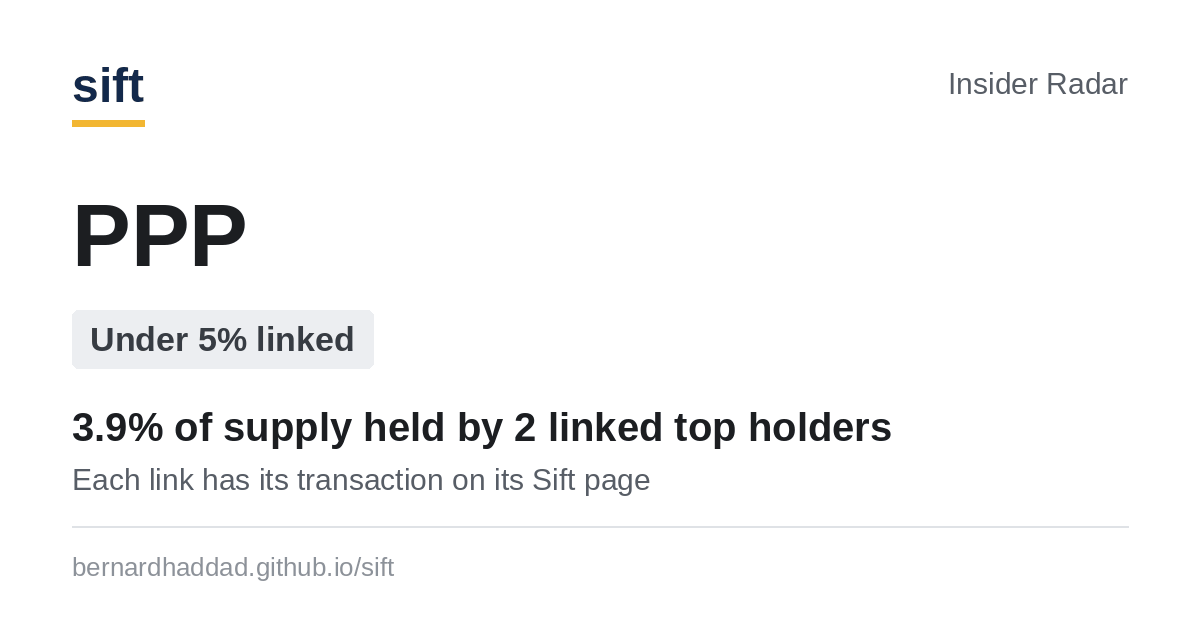 sift
Insider Radar
PPP
Under 5% linked
3.9% of supply held by 2 linked top holders
Each link has its transaction on its Sift page
bernardhaddad.github.io/sift